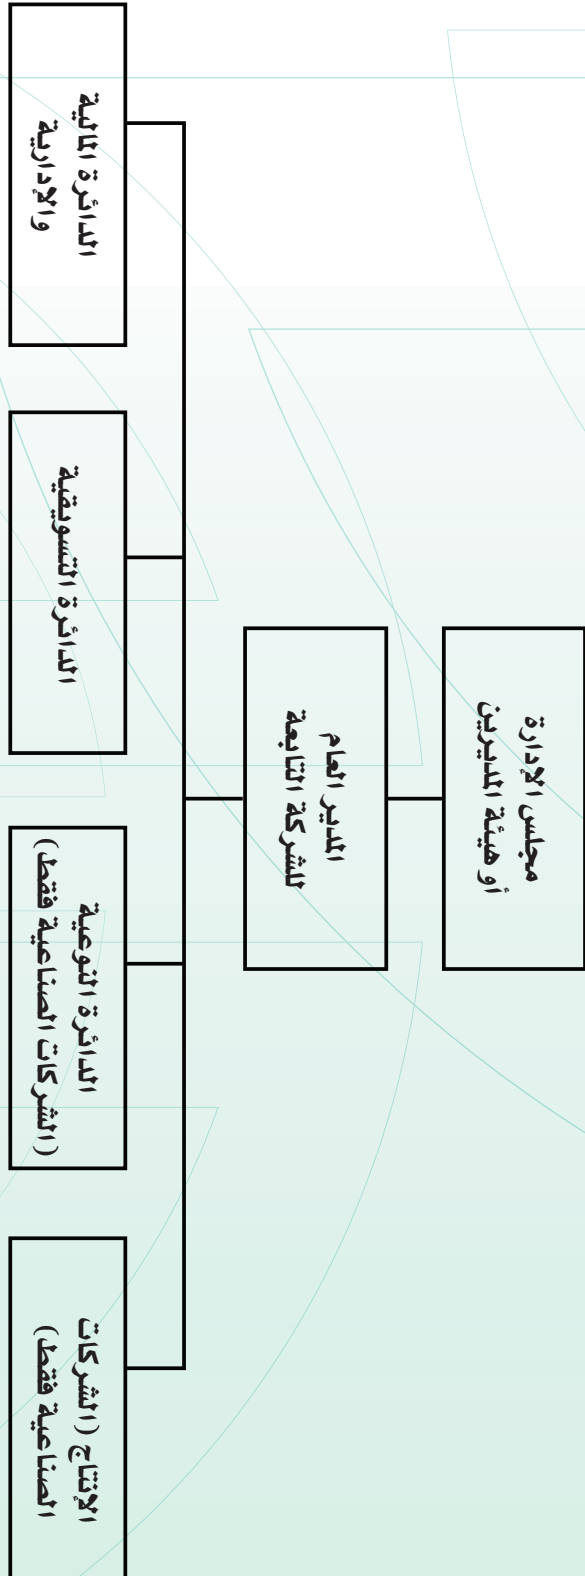 مجلس الإدارة
أو هيئة المديرين
المدير العام
للشركة التابعة
الدائرة المالية
والإدارية
الدائرة التسويقية
الدائرة النوعية
(الشركات الصناعية فقط)
الإنتاج (الشركات
الصناعية فقط)